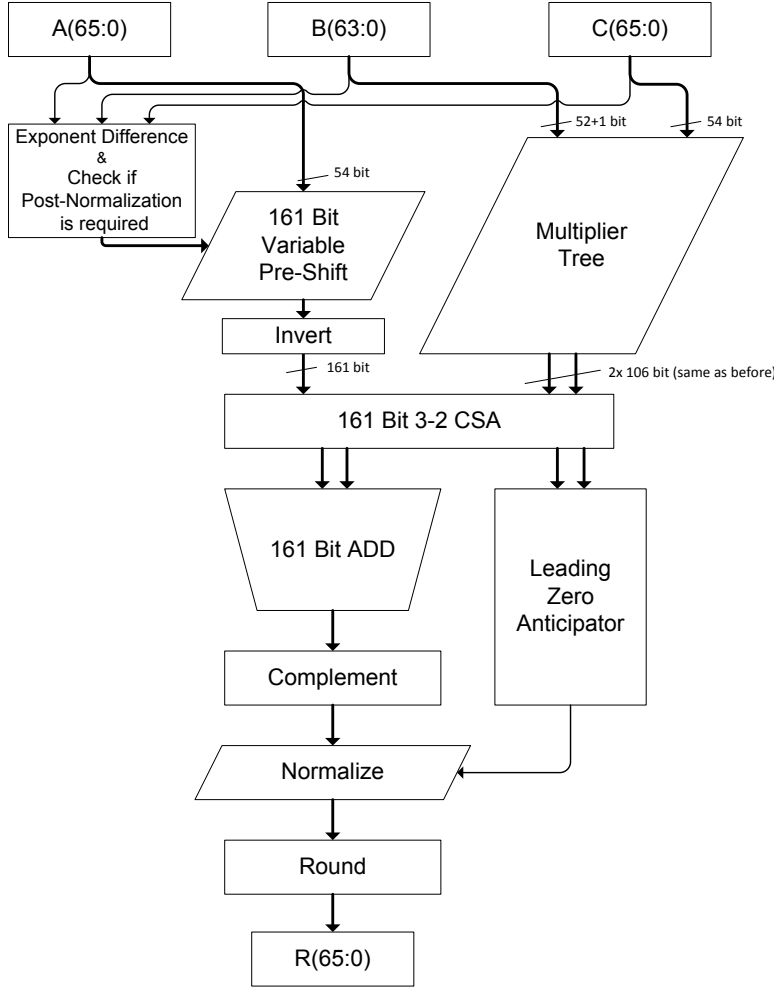 A(65:0)
B(63:0)
C(65:0)
Exponent Difference
&
Check if
Post-Normalization
is required
52+1 bit
54 bit
54 bit
161 Bit
Variable
Pre-Shift
Multiplier
Tree
Invert
161 bit
2x 106 bit (same as before)
161 Bit 3-2 CSA
161 Bit ADD
Leading
Zero
Anticipator
Complement
Normalize
Round
R(65:0)